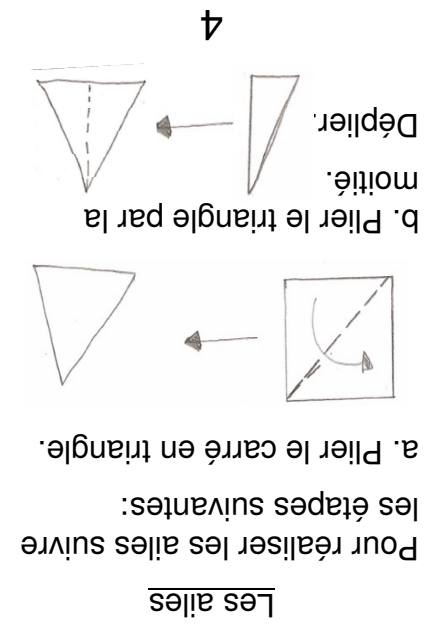 Les ailes
Pour réaliser les ailes suivre
les étapes suivantes:
a. Plier le carré en triangle.
b. Plier le triangle par la
moitié.
Déplier.
4